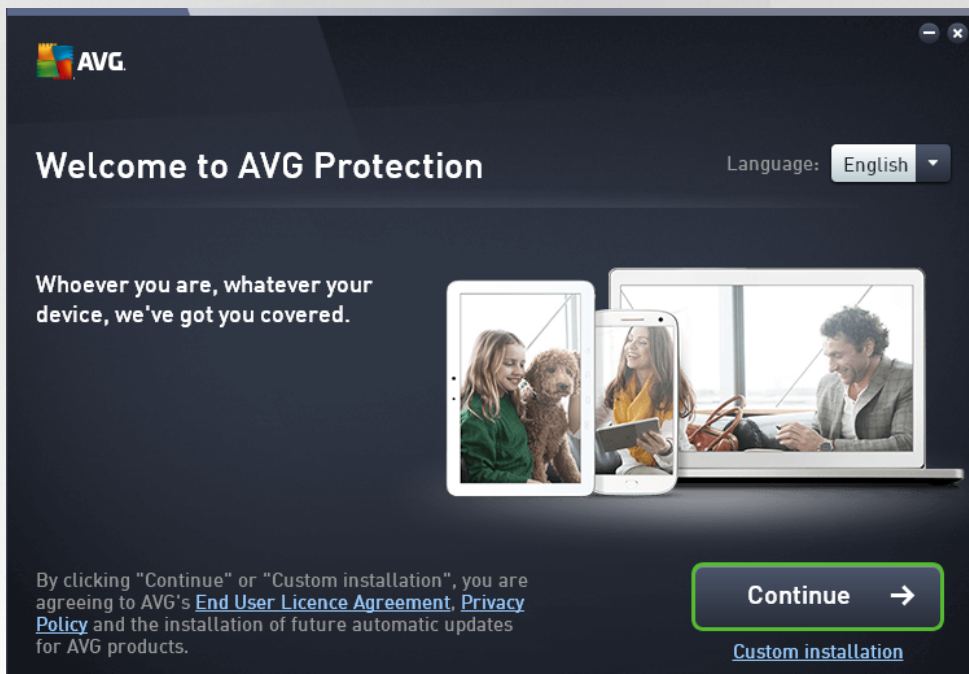 AVG.
Welcome to AVG Protection
Language: English
Whoever you are, whatever your
device, we've got you covered.
By clicking "Continue" or "Custom installation", you are
agreeing to AVG's End User Licence Agreement, Privacy
Policy and the installation of future automatic updates
for AVG products.
Continue →
Custom installation